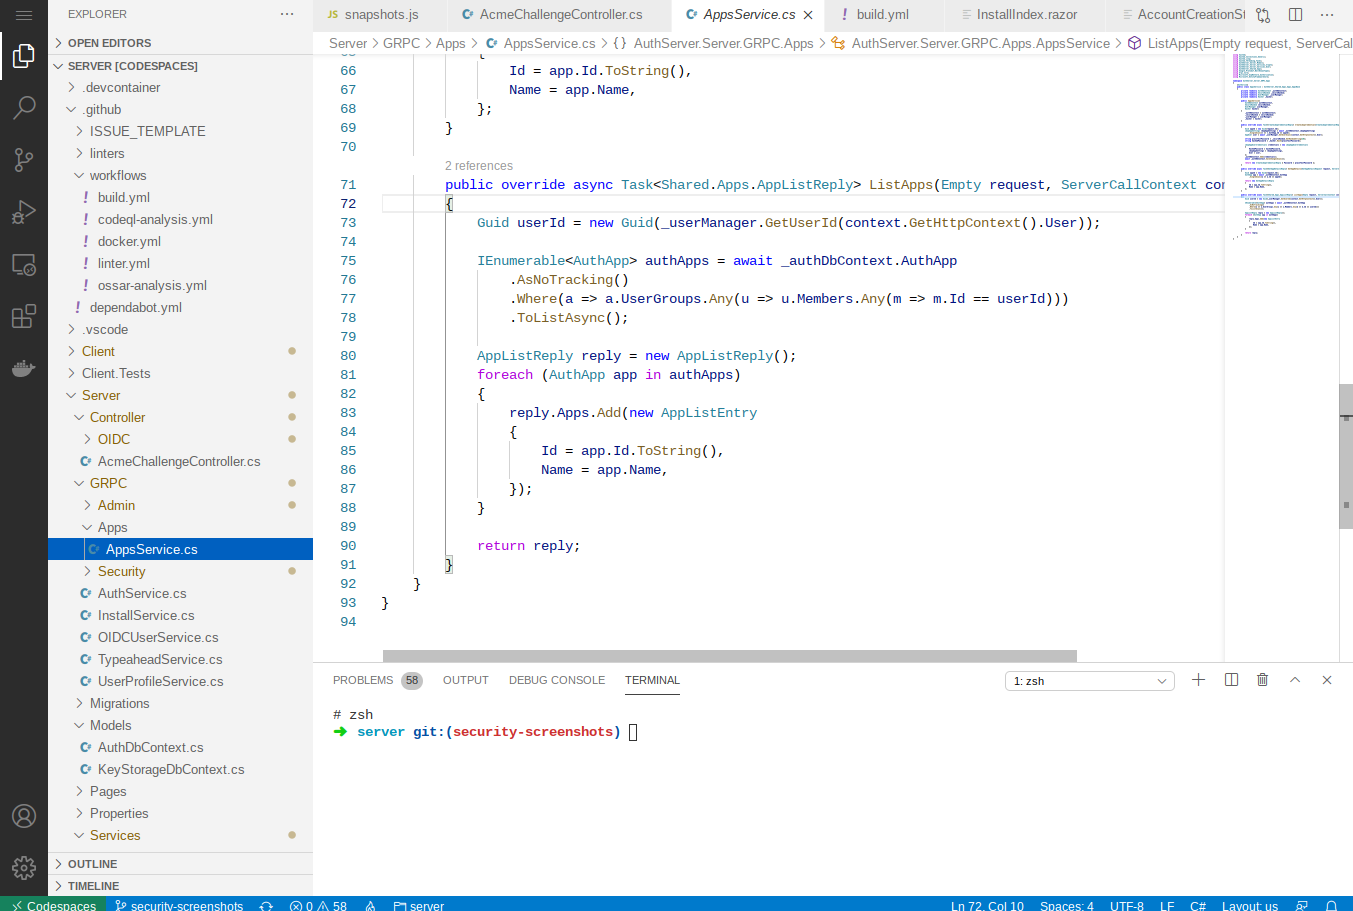 EXPLORER
OPEN EDITORS
SERVER [CODESPACES]
.devcontainer
.github
ISSUE_TEMPLATE
linters
workflows
! build.yml
! codeql-analysis.yml
! docker.yml
! linter.yml
! ossar-analysis.yml
! dependabot.yml
.vscode
Client
Client.Tests
Server
Controller
OIDC
C# AcmeChallengeController.cs
GRPC
Admin
Apps
C# AppsService.cs
Security
C# AuthService.cs
C# InstallService.cs
C# OIDCUserService.cs
C# TypeaheadService.cs
C# UserProfileService.cs
Migrations
Models
C# AuthDbContext.cs
C# KeyStorageDbContext.cs
Pages
Properties
Services
OUTLINE
TIMELINE
JS snapshots.js C# AcmeChallengeController.cs C# AppsService.cs ! build.yml InstallIndex.razor AccountCreationSt
Server > GRPC > Apps > C# AppsService.cs > {} AuthServer.Server.GRPC.Apps > AuthServer.Server.GRPC.Apps.AppsService > ListApps(Empty request, ServerCal
{
66 Id = app.Id.ToString(),
67 Name = app.Name,
68 };
69 }
70
2 references
71 public override async Task<Shared.Apps.AppListReply> ListApps(Empty request, ServerCallContext con
72 {
73 Guid userId = new Guid(_userManager.GetUserId(context.GetHttpContext().User));
74
75 IEnumerable<AuthApp> authApps = await _authDbContext.AuthApp
76 .AsNoTracking()
77 .Where(a => a.UserGroups.Any(u => u.Members.Any(m => m.Id == userId)))
78 .ToListAsync();
79
80 AppListReply reply = new AppListReply();
81 foreach (AuthApp app in authApps)
82 {
83 reply.Apps.Add(new AppListEntry
84 {
85 Id = app.Id.ToString(),
86 Name = app.Name,
87 });
88 }
89
90 return reply;
91 }
92 }
93 }
94
PROBLEMS 58 OUTPUT DEBUG CONSOLE TERMINAL 1: zsh
# zsh
➜ server git:(security-screenshots)
Codespaces security-screenshots 0 58 server Ln 72, Col 10 Spaces: 4 UTF-8 LF C# Layout: us